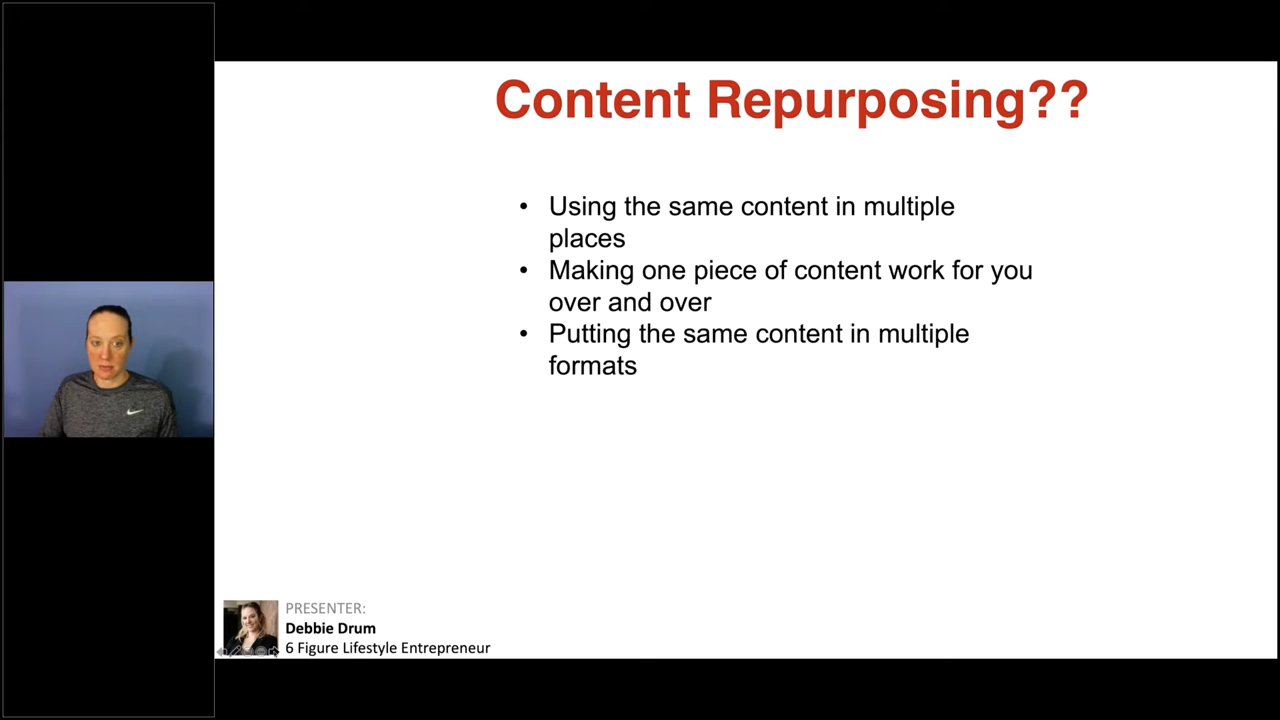 Content Repurposing??
• Using the same content in multiple
places
• Making one piece of content work for you
over and over
• Putting the same content in multiple
formats
PRESENTER:
Debbie Drum
6 Figure Lifestyle Entrepreneur